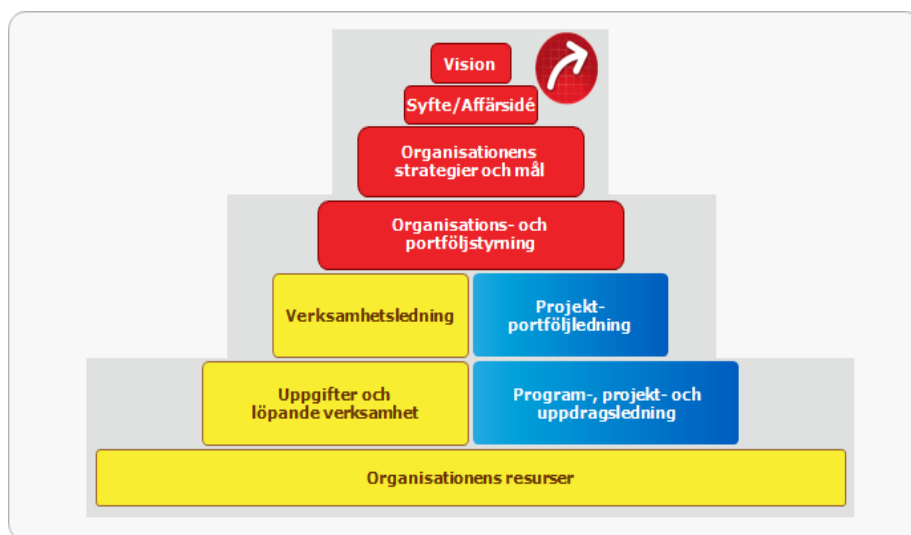 Vision
Syfte/Affärsidé
Organisationens
strategier och mål
Organisations- och
portföljstyrning
Verksamhetsledning
Projekt-
portföljledning
Uppgifter och
löpande verksamhet
Program-, projekt- och
uppdragsledning
Organisationens resurser